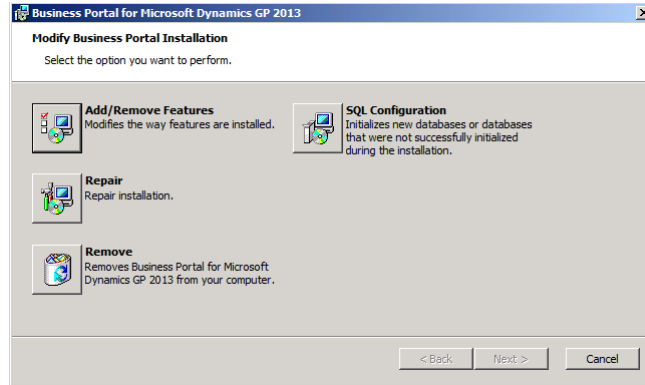 Business Portal for Microsoft Dynamics GP 2013
Modify Business Portal Installation
Select the option you want to perform.
Add/Remove Features
Modifies the way features are installed.
SQL Configuration
Initializes new databases or databases
that were not successfully initialized
during the installation.
Repair
Repair installation.
Remove
Removes Business Portal for Microsoft
Dynamics GP 2013 from your computer.
< Back
Next >
Cancel